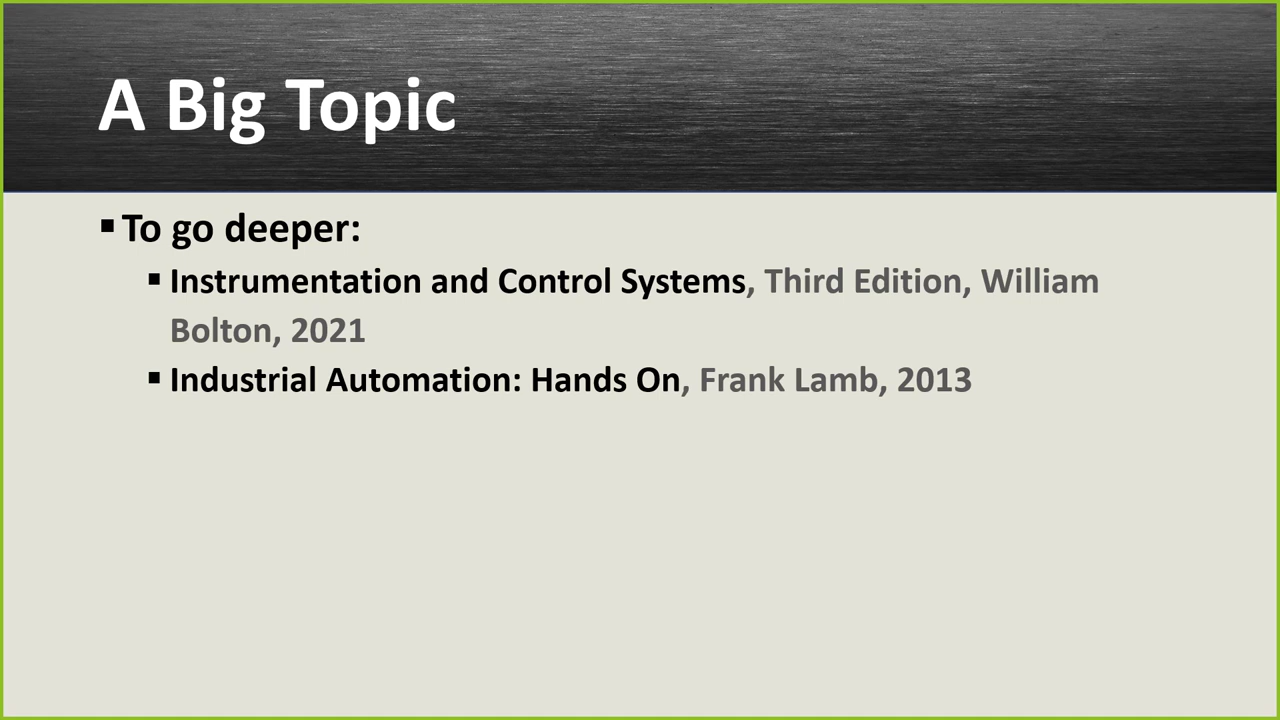 A Big Topic
▪ To go deeper:
▪ Instrumentation and Control Systems, Third Edition, William
Bolton, 2021
▪ Industrial Automation: Hands On, Frank Lamb, 2013